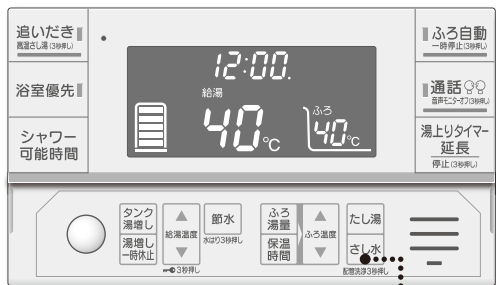 追いだき
高温さし湯(3秒押し)
浴室優先
シャワー
可能時間
12:00
給湯
40℃
ふろ
40℃
ふろ自動
一時停止(3秒押し)
通話
音声モニターオフ(3秒押し)
湯上りタイマー
延長
停止(3秒押し)
タンク
湯増し
湯増し
一時休止
給湯温度
3秒押し
節水
水はり3秒押し
ふろ
湯量
保温
時間
ふろ温度
たし湯
さし水
配管洗浄3秒押し